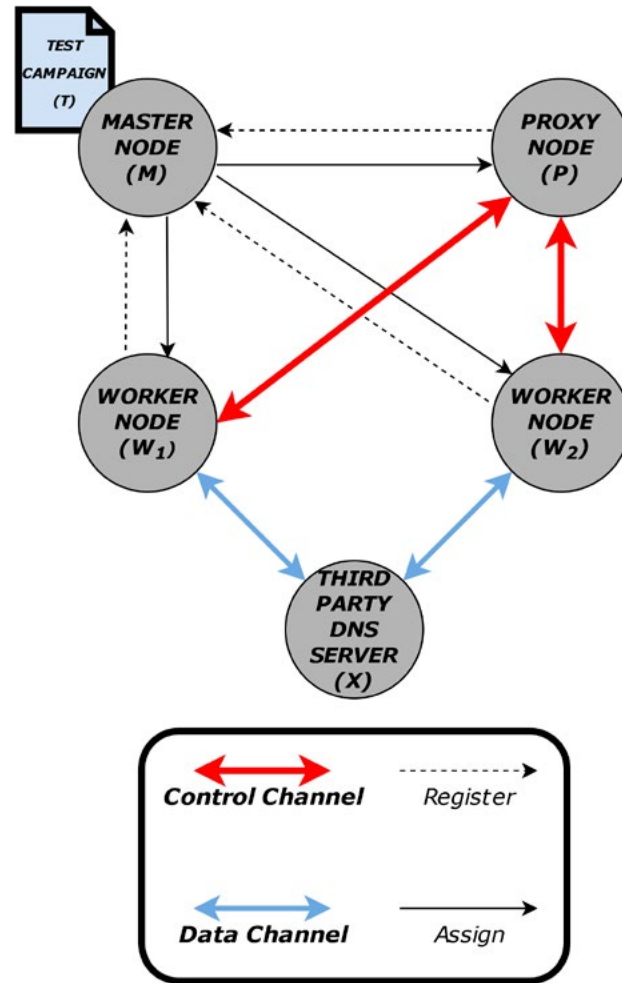 TEST
CAMPAIGN
(T)
MASTER
NODE
(M)
PROXY
NODE
(P)
WORKER
NODE
(W₁)
WORKER
NODE
(W₂)
THIRD
PARTY
DNS
SERVER
(X)
Control Channel
Register
Data Channel
Assign